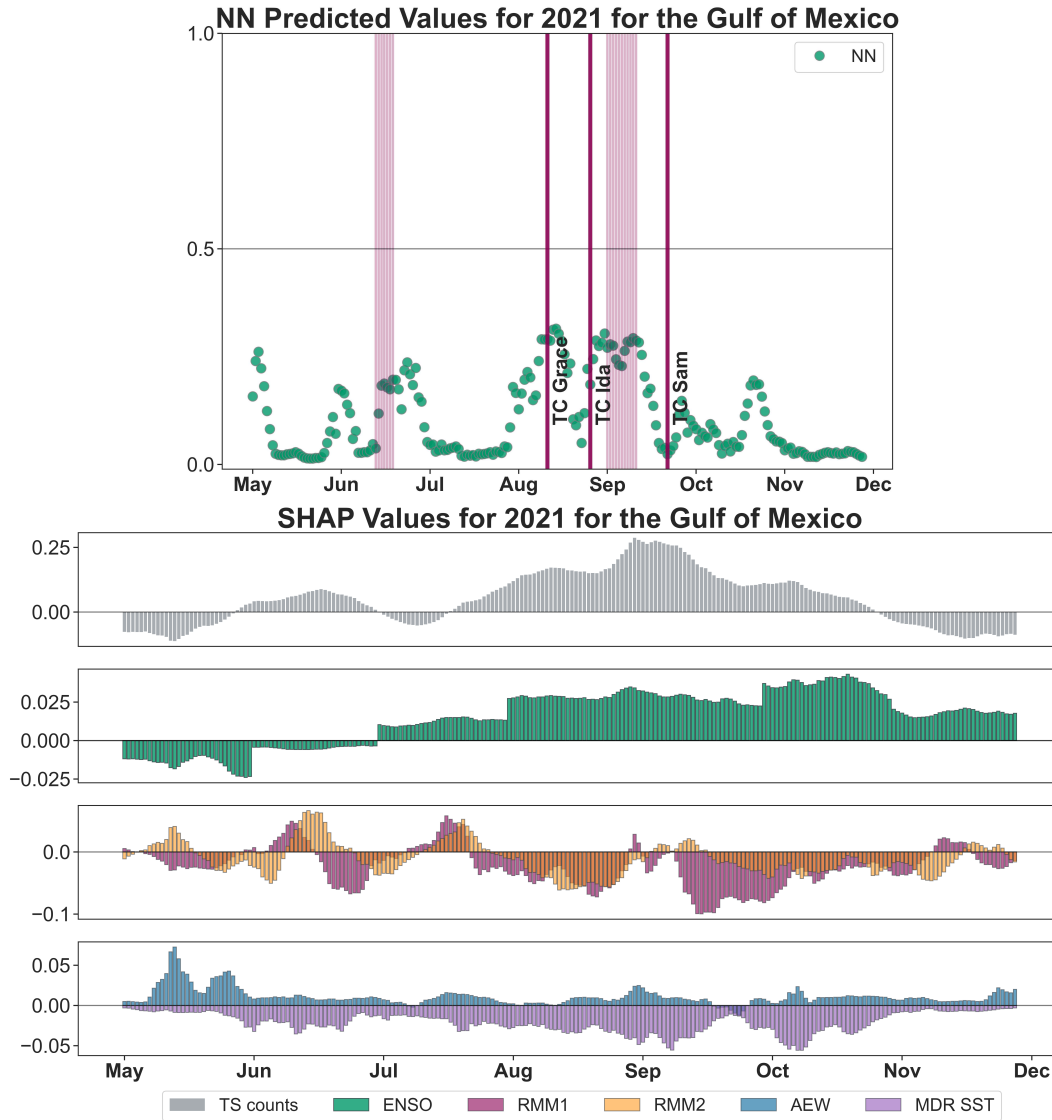 NN Predicted Values for 2021 for the Gulf of Mexico
1.0
NN
0.5
TC Grace
TC Ida
TC Sam
0.0
May Jun Jul Aug Sep Oct Nov Dec
SHAP Values for 2021 for the Gulf of Mexico
0.25
0.00
0.025
0.000
−0.025
0.0
−0.1
0.05
0.00
−0.05
May Jun Jul Aug Sep Oct Nov Dec
TS counts ENSO RMM1 RMM2 AEW MDR SST